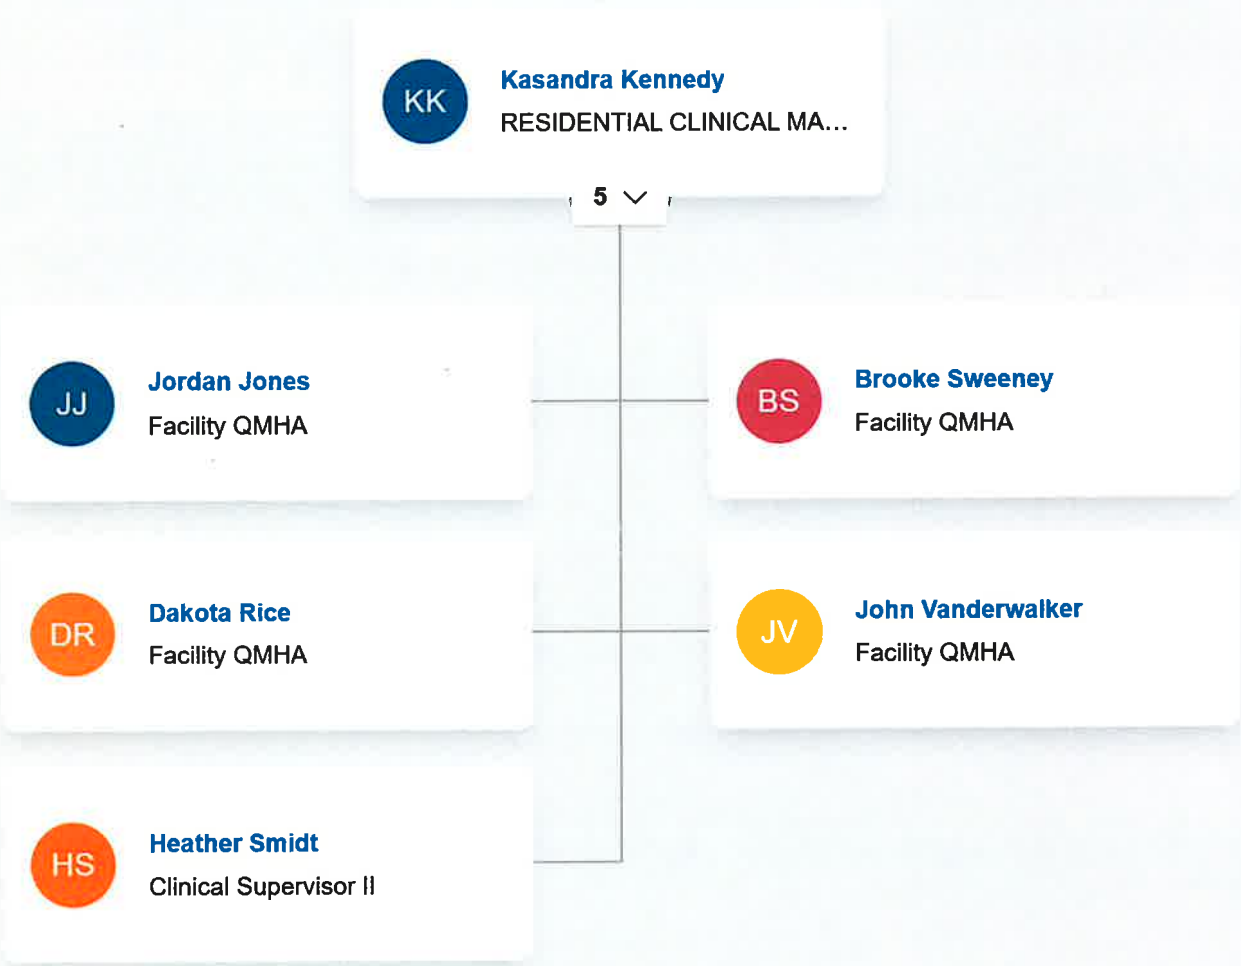 KK
Kasandra Kennedy
RESIDENTIAL CLINICAL MA...
5
JJ
Jordan Jones
Facility QMHA
BS
Brooke Sweeney
Facility QMHA
DR
Dakota Rice
Facility QMHA
JV
John Vanderwalker
Facility QMHA
HS
Heather Smidt
Clinical Supervisor II